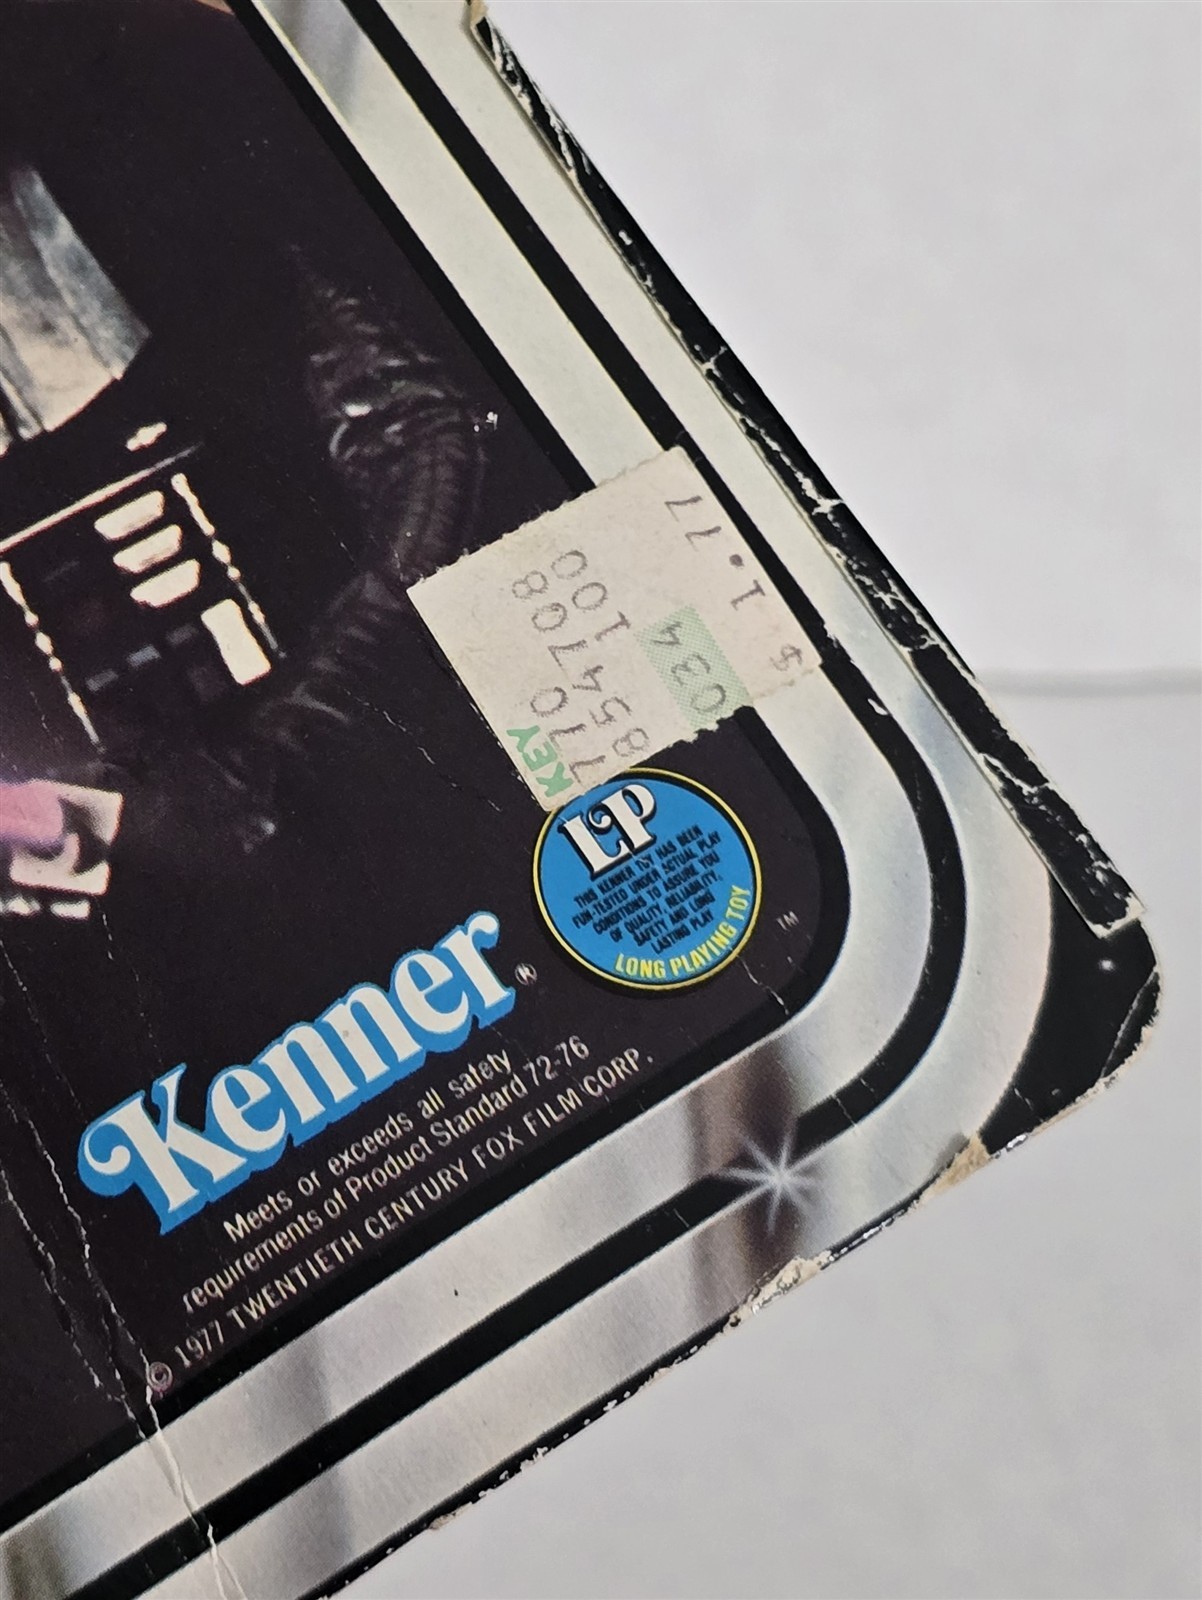 $ 1.77
034
100
854708
KEY
LP
THIS KENNER TOY HAS BEEN
FUN-TESTED UNDER ACTUAL PLAY
CONDITIONS TO ASSURE YOU
OF QUALITY, RELIABILITY,
SAFETY AND LONG
LASTING PLAY
LONG PLAYING TOY
TM
Kenner®
Meets or exceeds all safety
requirements of Product Standard 72-76
© 1977 TWENTIETH CENTURY FOX FILM CORP.